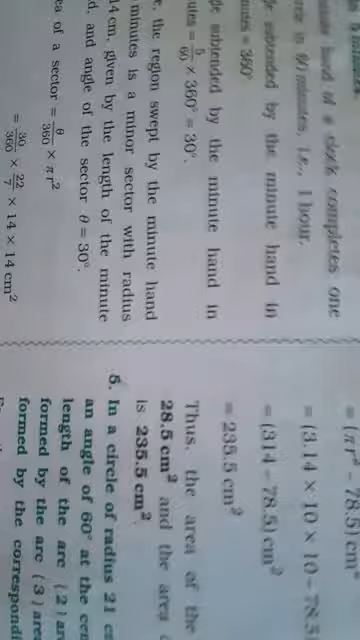 minute hand of a clock completes one
in 60 minutes, i.e., 1 hour.
subtended by the minute hand in
minutes = 360°
subtended by the minute hand in
= 5/60 × 360° = 30°.
the region swept by the minute hand
minutes is a minor sector with radius
14 cm, given by the length of the minute
and angle of the sector θ = 30°.
of a sector = θ/360 × πr²
= 30/360 × 22/7 × 14 × 14 cm²
= (πr² - 78.5) cm²
= (3.14 × 10 × 10 - 78.5
= (314 - 78.5) cm²
= 235.5 cm²
Thus, the area of the
28.5 cm² and the area
is 235.5 cm².
5. In a circle of radius 21
an angle of 60° at the
length of the arc (2)
formed by the arc (3)
formed by the